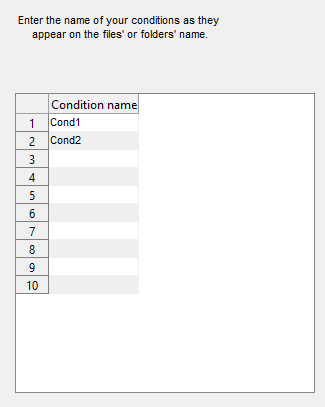 Enter the name of your conditions as they
appear on the files' or folders' name.
Condition name
1 Cond1
2 Cond2
3
4
5
6
7
8
9
10